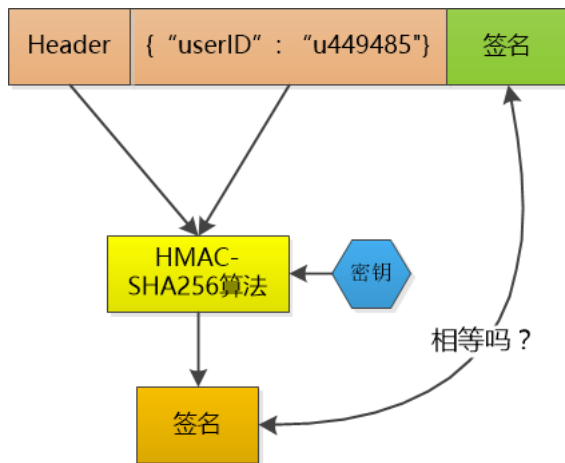 Header
{ “userID” : “u449485"}
签名
HMAC-
SHA256算法
密钥
相等吗？
签名